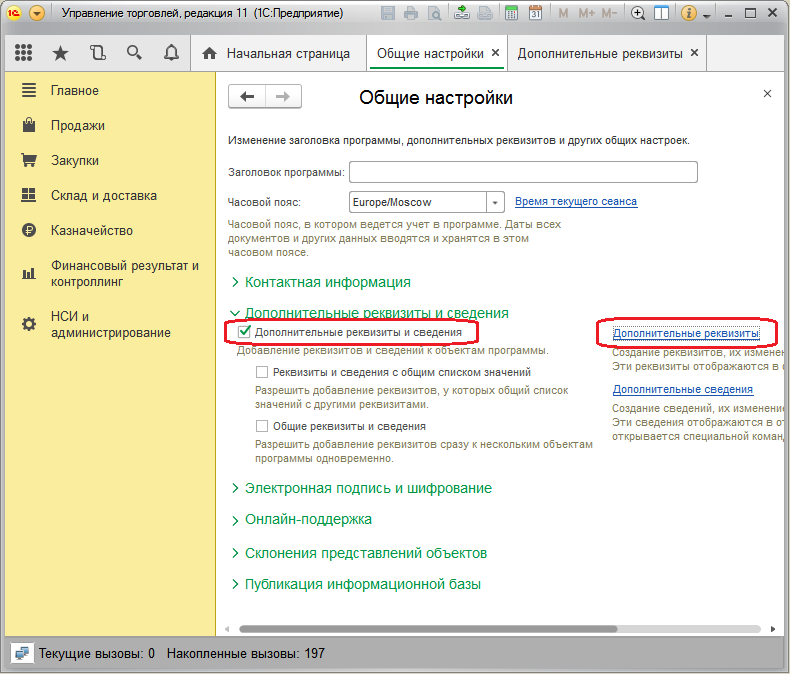 Управление торговлей, редакция 11 (1С:Предприятие)
31
M M+ M-
Начальная страница
Общие настройки
Дополнительные реквизиты
Главное
Продажи
Закупки
Склад и доставка
Казначейство
Финансовый результат и
контроллинг
НСИ и
администрирование
Общие настройки
Изменение заголовка программы, дополнительных реквизитов и других общих настроек.
Заголовок программы:
Часовой пояс: Europe/Moscow Время текущего сеанса
Часовой пояс, в котором ведется учет в программе. Даты всех
документов и других данных вводятся и хранятся в этом
часовом поясе.
Контактная информация
Дополнительные реквизиты и сведения
Дополнительные реквизиты и сведения
Добавление реквизитов и сведений к объектам программы.
Реквизиты и сведения с общим списком значений
Разрешить добавление реквизитов, у которых общий список
значений с другими реквизитами.
Общие реквизиты и сведения
Разрешить добавление реквизитов сразу к нескольким объектам
программы одновременно.
Дополнительные реквизиты
Создание реквизитов, их изменен
Эти реквизиты отображаются в
Дополнительные сведения
Создание сведений, их изменение
Эти сведения отображаются в от
открывается специальной коман
Электронная подпись и шифрование
Онлайн-поддержка
Склонения представлений объектов
Публикация информационной базы
Текущие вызовы: 0 Накопленные вызовы: 197